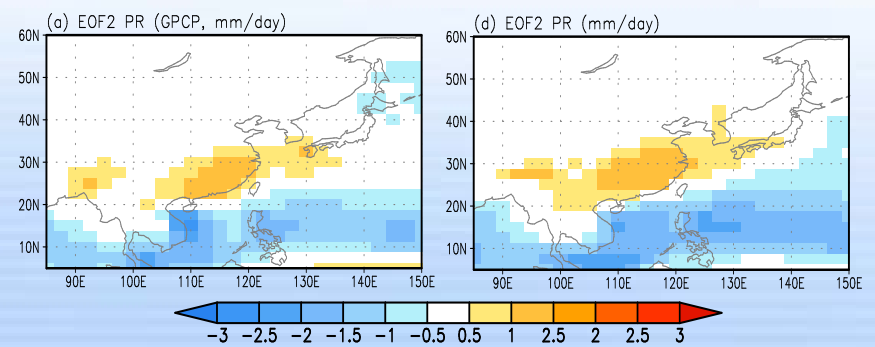 (a) EOF2 PR (GPCP, mm/day)
(d) EOF2 PR (mm/day)
60N
50N
40N
30N
20N
10N
90E 100E 110E 120E 130E 140E 150E
60N
50N
40N
30N
20N
10N
90E 100E 110E 120E 130E 140E 150E
-3 -2.5 -2 -1.5 -1 -0.5 0.5 1 2.5 2 2.5 3